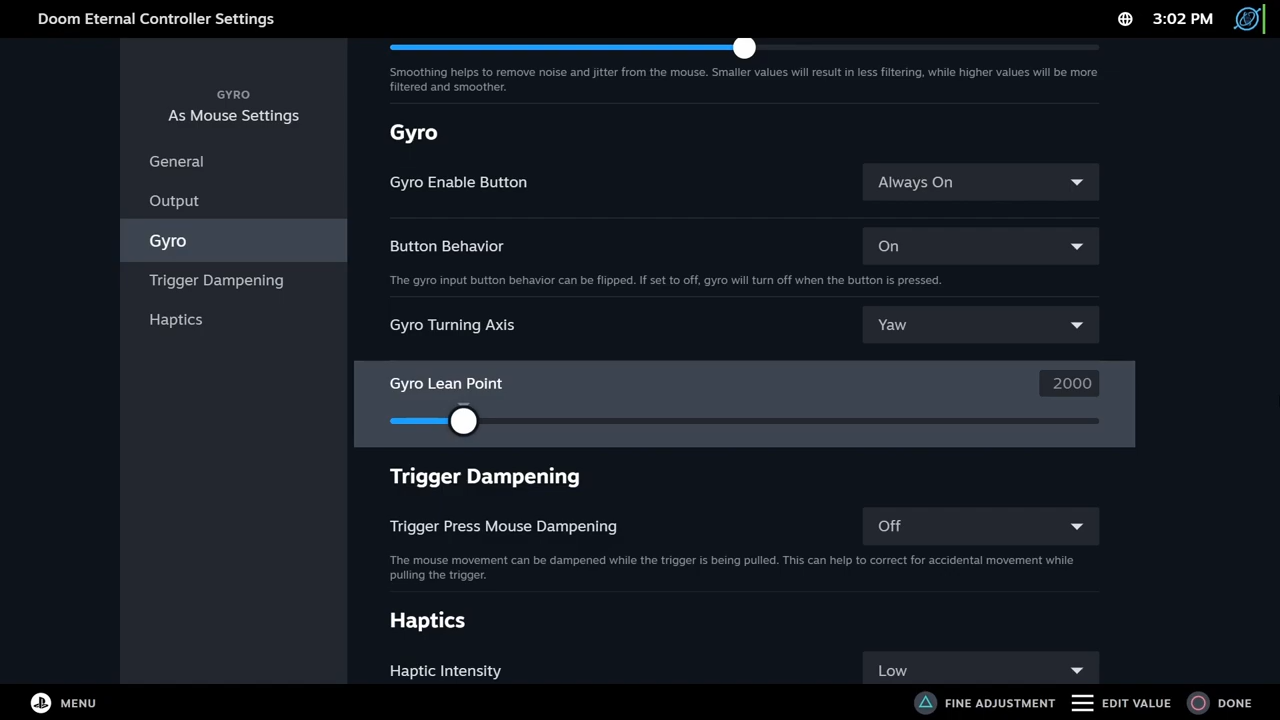 Doom Eternal Controller Settings
3:02 PM
Smoothing helps to remove noise and jitter from the mouse. Smaller values will result in less filtering, while higher values will be more
filtered and smoother.
GYRO
As Mouse Settings
General
Output
Gyro
Trigger Dampening
Haptics
Gyro
Gyro Enable Button
Always On
Button Behavior
On
The gyro input button behavior can be flipped. If set to off, gyro will turn off when the button is pressed.
Gyro Turning Axis
Yaw
Gyro Lean Point
2000
Trigger Dampening
Trigger Press Mouse Dampening
Off
The mouse movement can be dampened while the trigger is being pulled. This can help to correct for accidental movement while
pulling the trigger.
Haptics
Haptic Intensity
Low
MENU
FINE ADJUSTMENT
EDIT VALUE
DONE